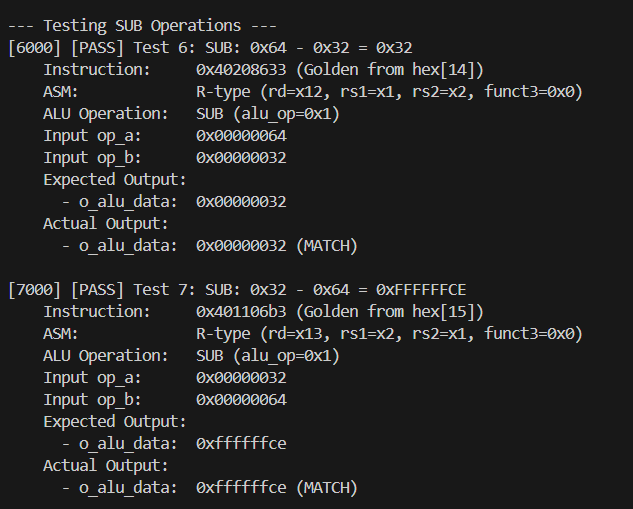 --- Testing SUB Operations ---
[6000] [PASS] Test 6: SUB: 0x64 - 0x32 = 0x32
Instruction: 0x40208633 (Golden from hex[14])
ASM: R-type (rd=x12, rs1=x1, rs2=x2, funct3=0x0)
ALU Operation: SUB (alu_op=0x1)
Input op_a: 0x00000064
Input op_b: 0x00000032
Expected Output:
- o_alu_data: 0x00000032
Actual Output:
- o_alu_data: 0x00000032 (MATCH)
[7000] [PASS] Test 7: SUB: 0x32 - 0x64 = 0xFFFFFFCE
Instruction: 0x401106b3 (Golden from hex[15])
ASM: R-type (rd=x13, rs1=x2, rs2=x1, funct3=0x0)
ALU Operation: SUB (alu_op=0x1)
Input op_a: 0x00000032
Input op_b: 0x00000064
Expected Output:
- o_alu_data: 0xffffffce
Actual Output:
- o_alu_data: 0xffffffce (MATCH)